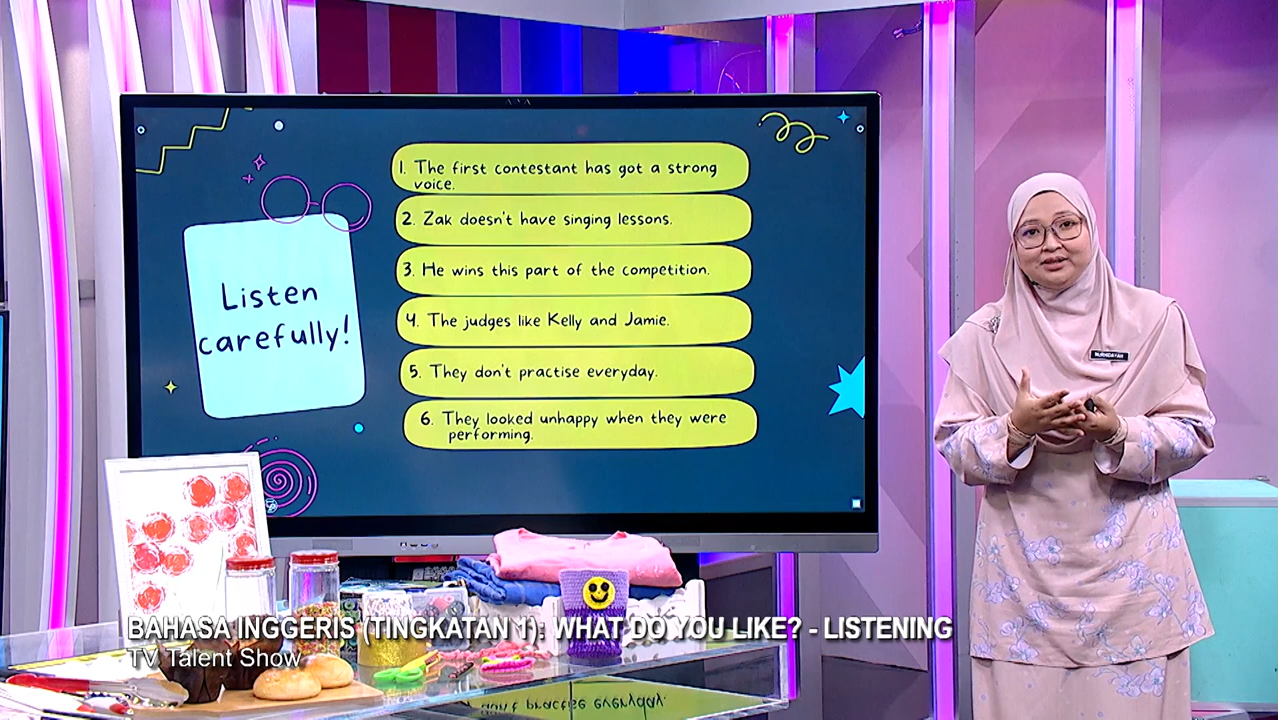 Listen
carefully!
1. The first contestant has got a strong
voice.
2. Zak doesn't have singing lessons.
3. He wins this part of the competition.
4. The judges like Kelly and Jamie.
5. They don't practise everyday.
6. They looked unhappy when they were
performing.
NURHIDAYAH
BAHASA INGGERIS (TINGKATAN 1): WHAT DO YOU LIKE? - LISTENING
TV Talent Show